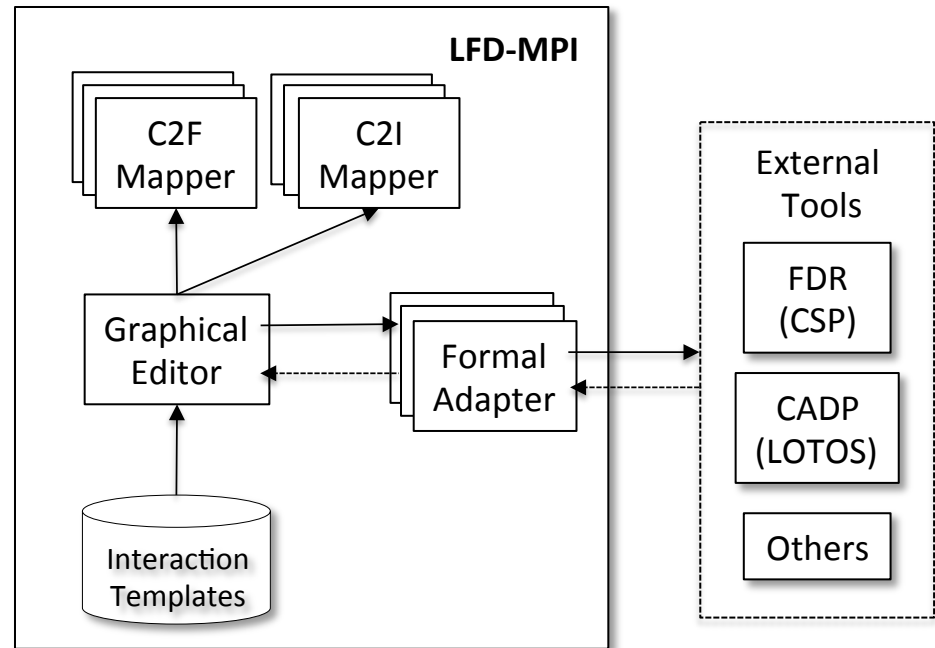 LFD-MPI
C2F
Mapper
C2I
Mapper
Graphical
Editor
Formal
Adapter
Interaction
Templates
External
Tools
FDR
(CSP)
CADP
(LOTOS)
Others